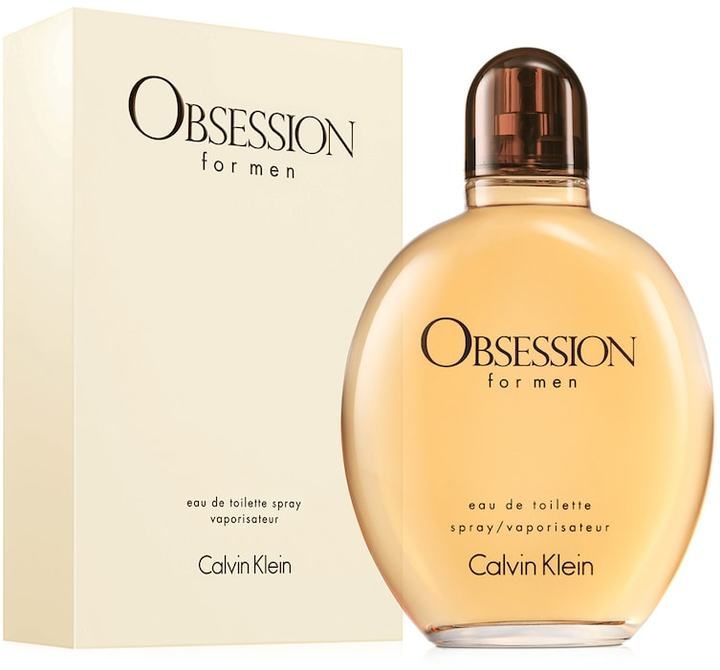 OBSESSION
for men
eau de toilette spray
vaporisateur
Calvin Klein
OBSESSION
for men
eau de toilette
spray/vaporisateur
Calvin Klein